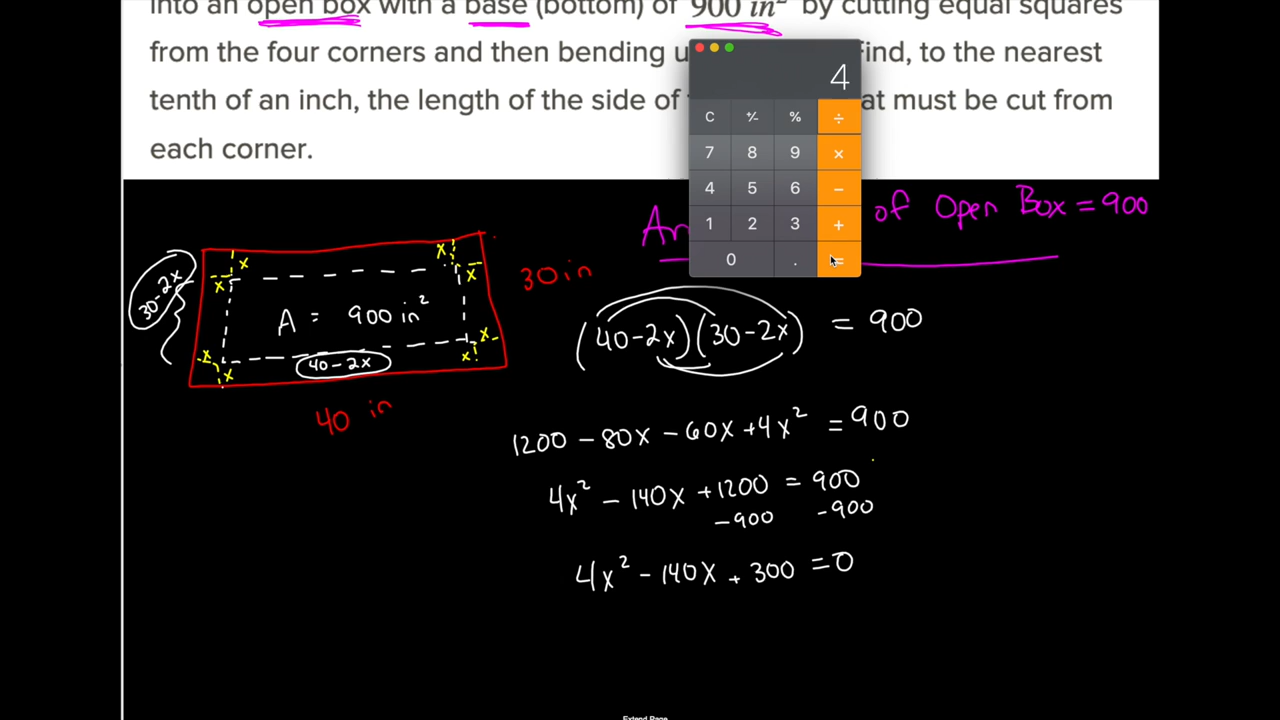 into an open box with a base (bottom) of 900 in² by cutting equal squares
from the four corners and then bending u find, to the nearest
tenth of an inch, the length of the side of at must be cut from
each corner.
4
C +/- % ÷
7 8 9 ×
4 5 6 −
1 2 3 +
0 . =
of Open Box = 900
30-2x
x x x x
A = 900 in²
30 in
x x x x
40-2x
40 in
(40-2x)(30-2x) = 900
1200 - 80x - 60x + 4x² = 900
4x² - 140x + 1200 = 900
-900 -900
4x² - 140x + 300 = 0
Extend Page